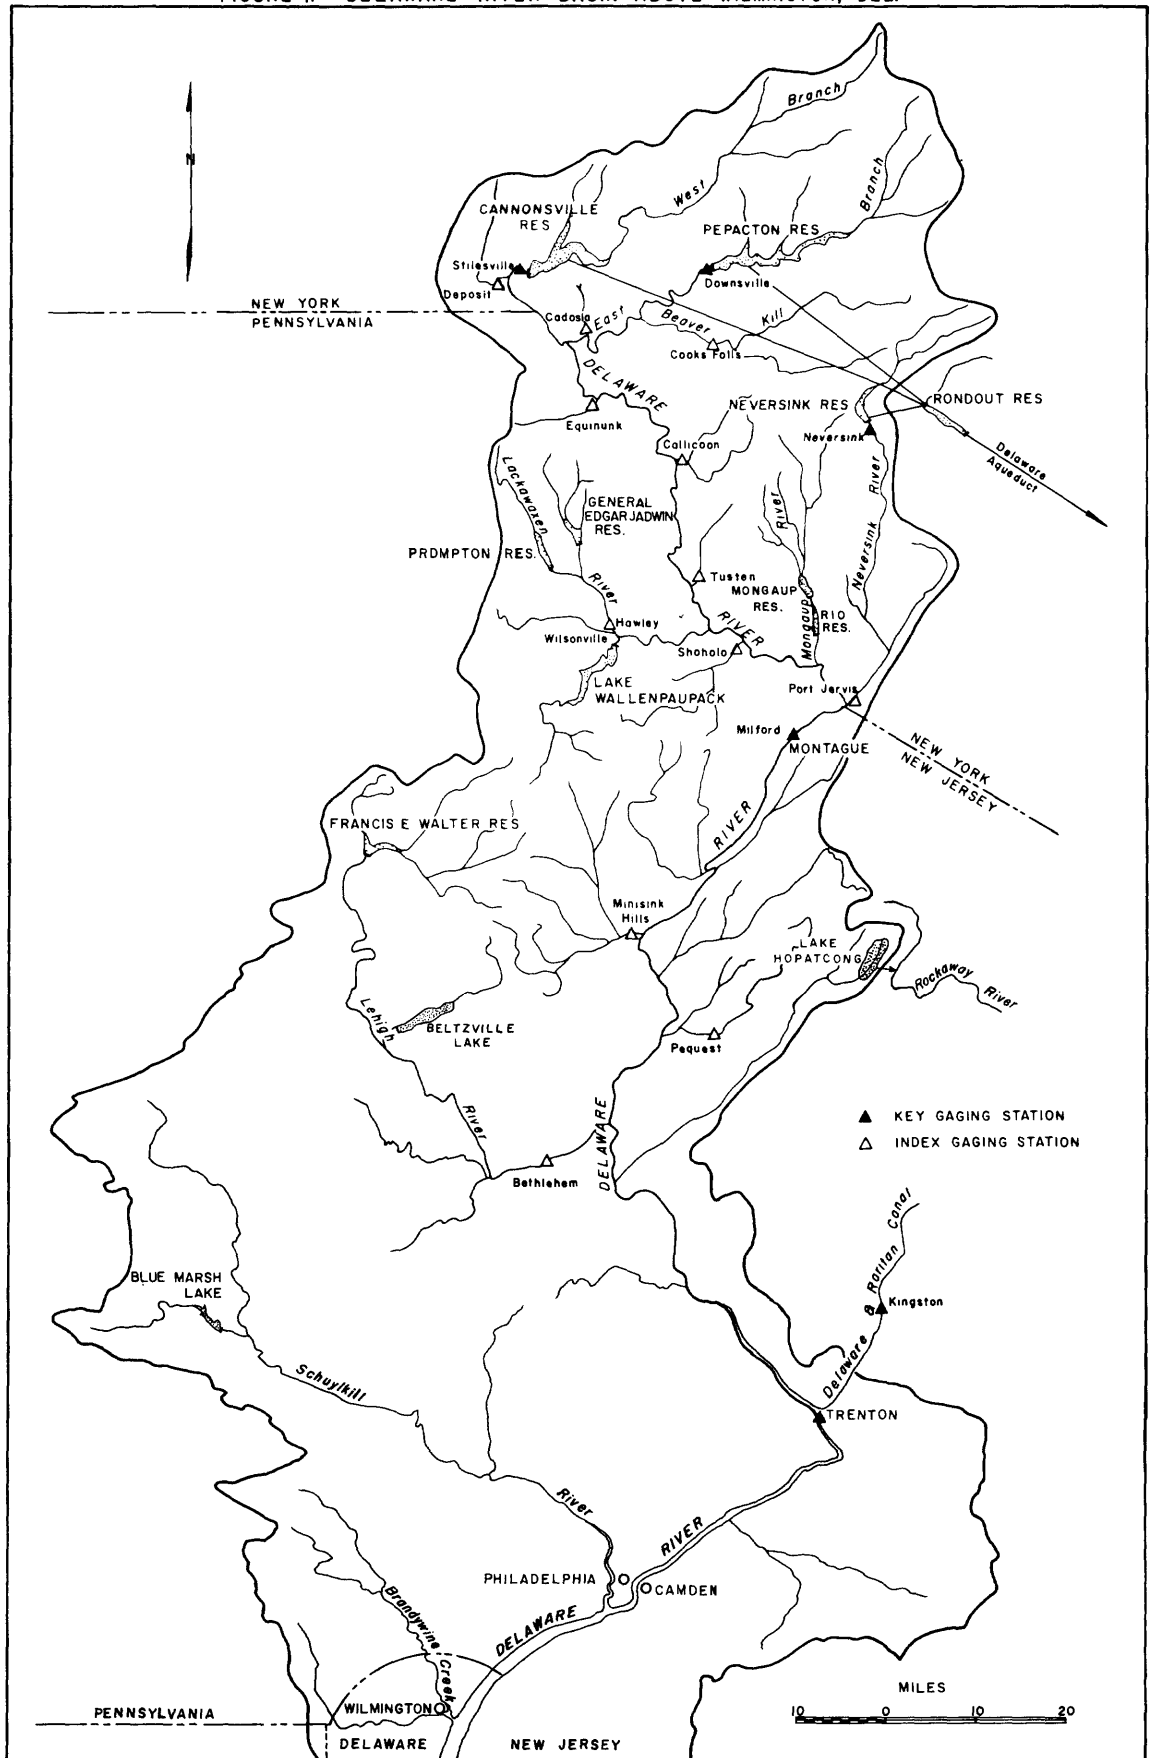 Branch
West
Branch
CANNONSVILLE
RES
PEPACTON RES
Stilesville
Downsville
Deposit
NEW YORK
PENNSYLVANIA
Cadosia
East
Beaver
Kill
Cooks Falls
DELAWARE
NEVERSINK RES
RONDOUT RES
Equinunk
Neversink
Callicoon
Delaware
Aqueduct
Lackawaxen
River
GENERAL
EDGAR JADWIN
RES.
River
Neversink
River
PRDMPTON RES.
Tusten
MONGAUP
RES.
Mongaup
RIO
RES.
Hawley
Wilsonville
RIVER
Shoholo
LAKE
WALLENPAUPACK
Port Jervis
Milford
MONTAGUE
NEW YORK
NEW JERSEY
RIVER
FRANCIS E WALTER RES
Minisink
Hills
LAKE
HOPATCONG
Rockaway
River
Lehigh
BELTZVILLE
LAKE
Pequest
River
DELAWARE
KEY GAGING STATION
INDEX GAGING STATION
Bethlehem
Delaware & Raritan Canal
BLUE MARSH
LAKE
Kingston
Schuylkill
TRENTON
River
RIVER
PHILADELPHIA
CAMDEN
DELAWARE
Brandywine Creek
MILES
WILMINGTON
PENNSYLVANIA
10 0 10 20
DELAWARE
NEW JERSEY